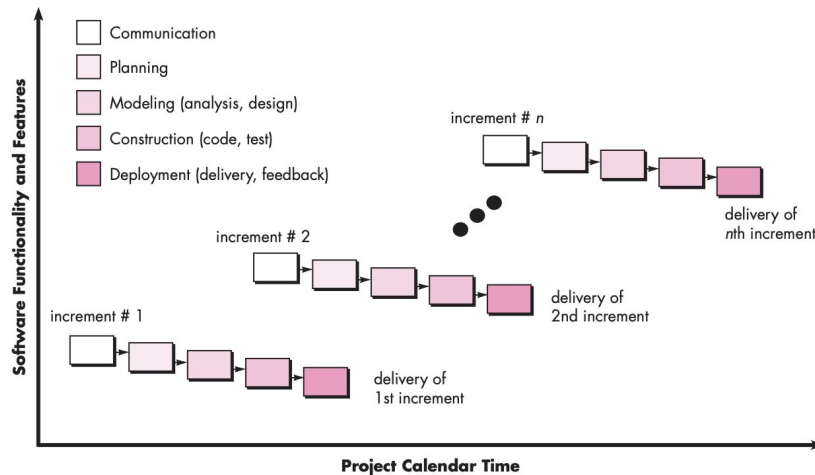 Software Functionality and Features
Communication
Planning
Modeling (analysis, design)
Construction (code, test)
Deployment (delivery, feedback)
increment # n
delivery of
nth increment
increment # 2
delivery of
2nd increment
increment # 1
delivery of
1st increment
Project Calendar Time